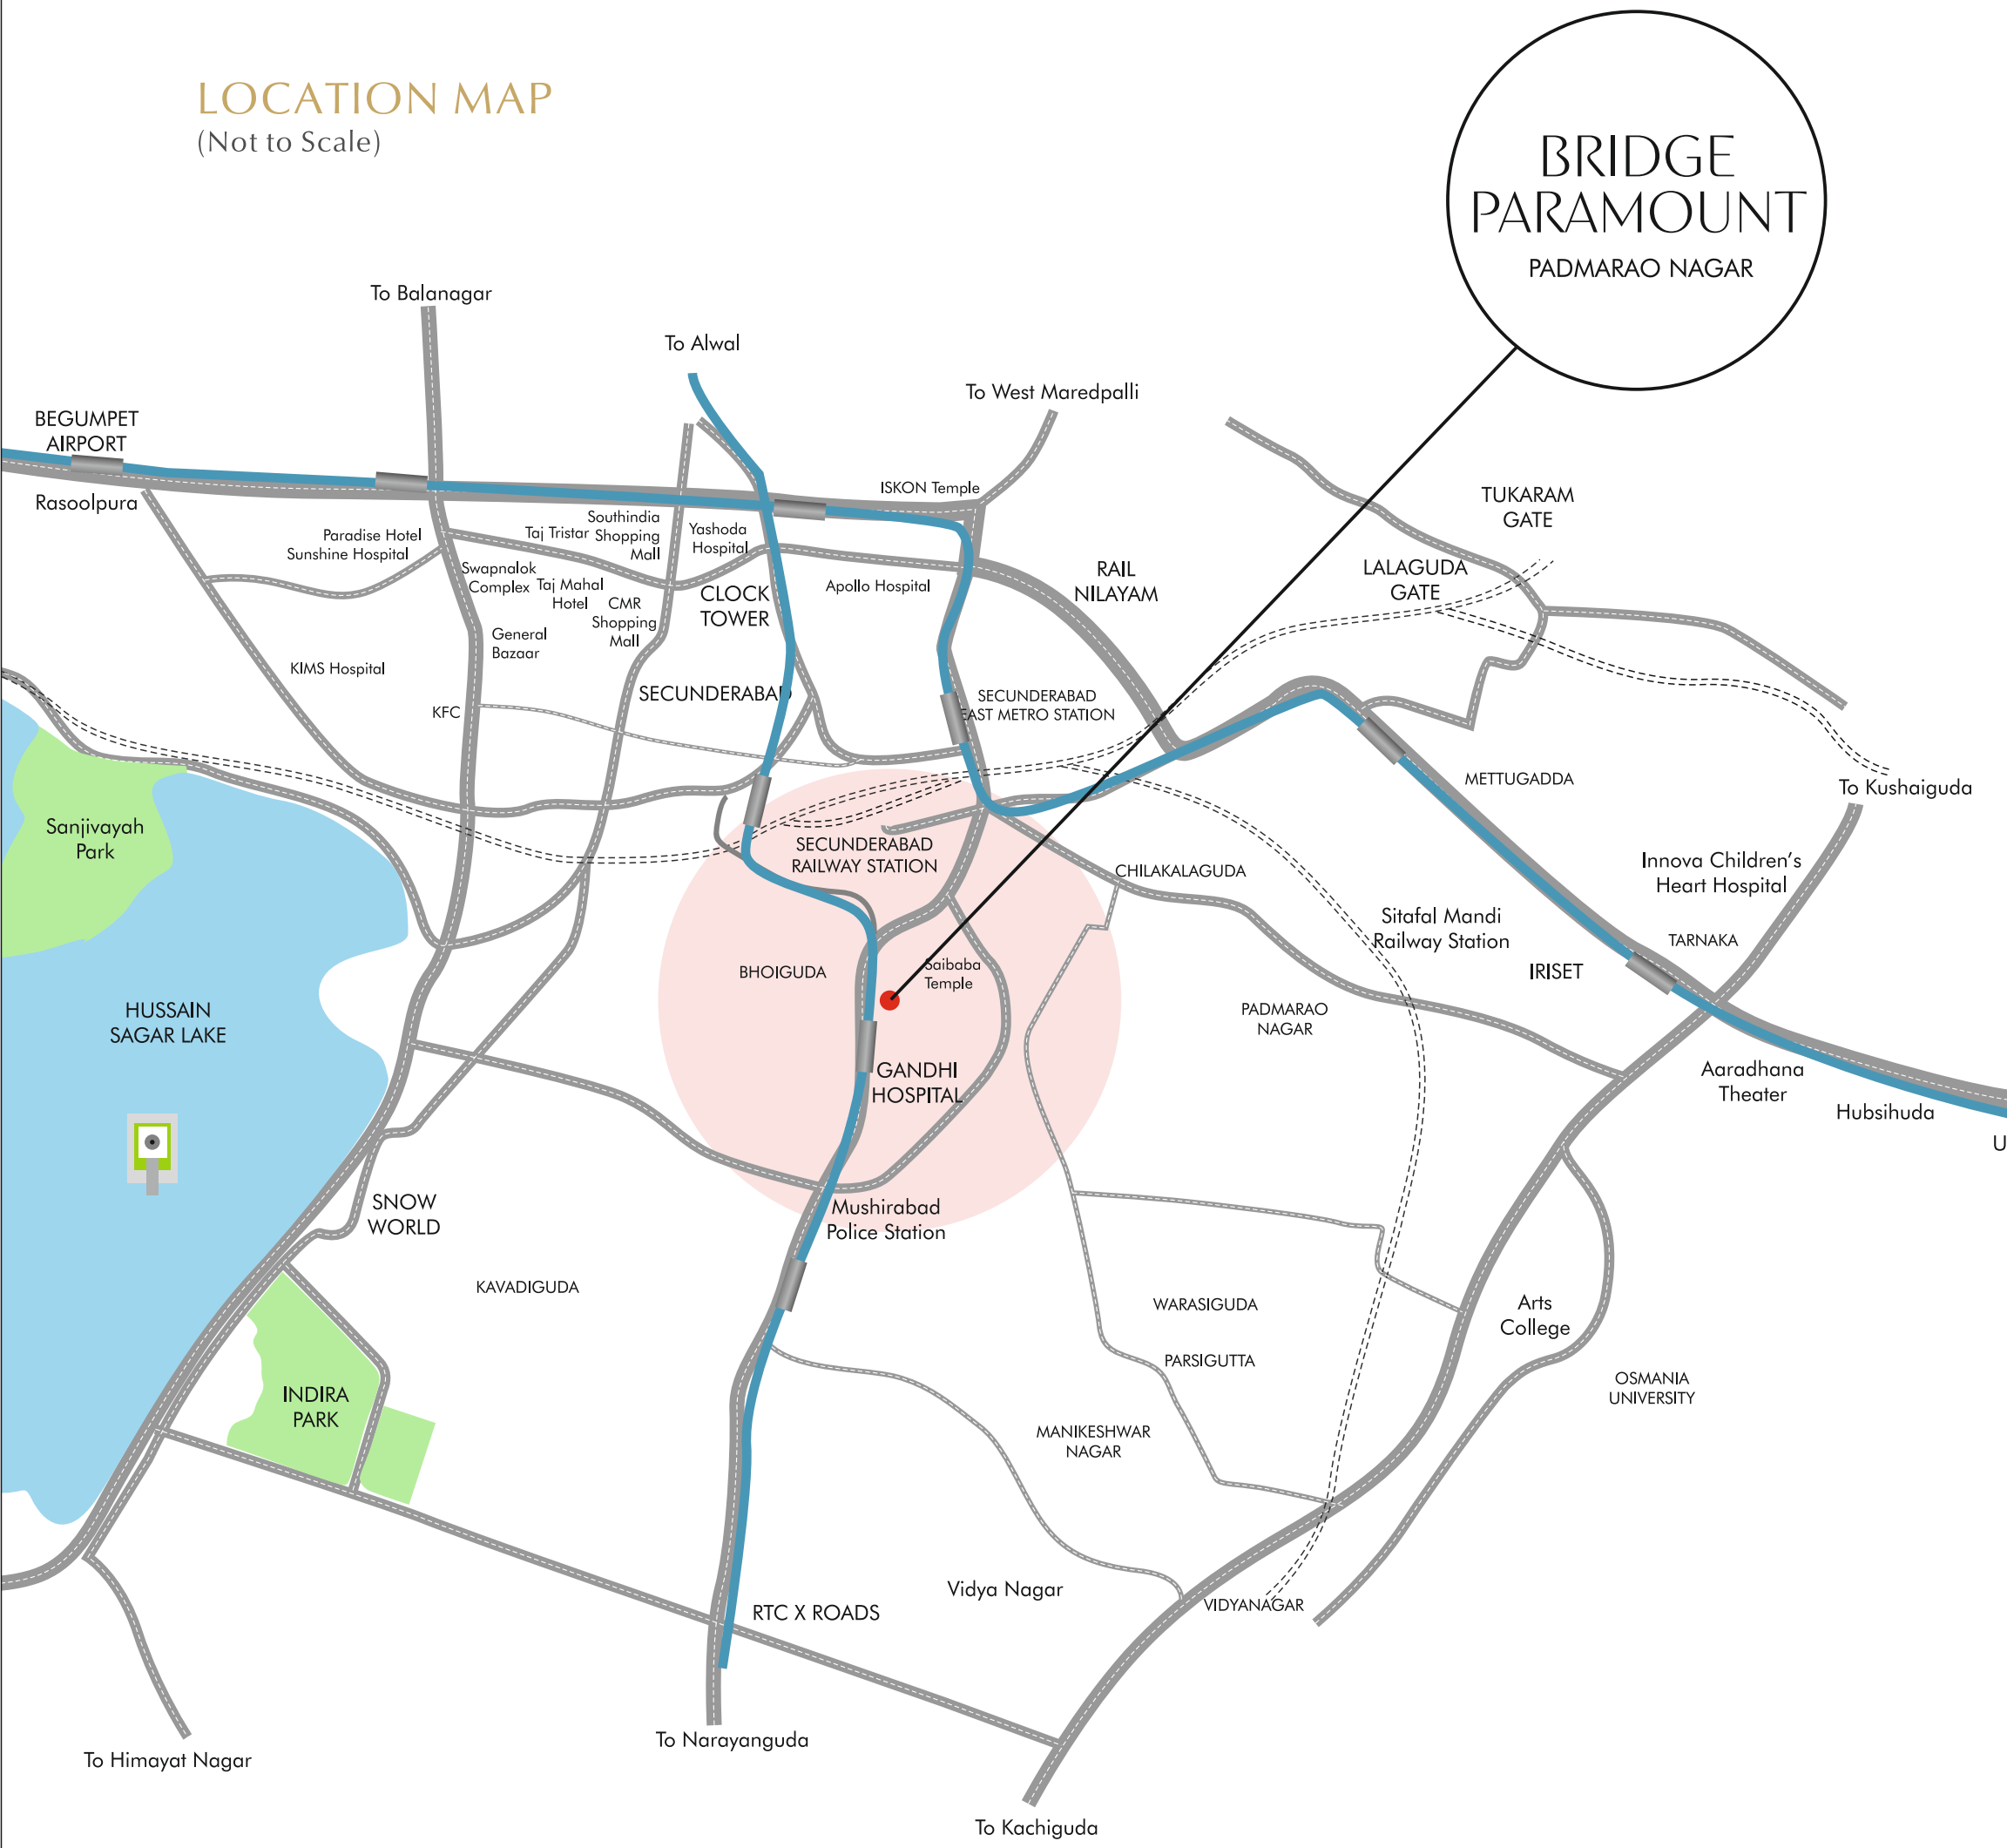 LOCATION MAP
(Not to Scale)
BRIDGE
PARAMOUNT
PADMARAO NAGAR
To Balanagar
To Alwal
To West Maredpalli
BEGUMPET
AIRPORT
Rasoolpura
ISKON Temple
TUKARAM
GATE
Paradise Hotel
Sunshine Hospital
Taj Tristar
Southindia
Shopping
Mall
Yashoda
Hospital
Swapnalok
Complex
Taj Mahal
Hotel
CMR
Shopping
Mall
CLOCK
TOWER
Apollo Hospital
RAIL
NILAYAM
LALAGUDA
GATE
General
Bazaar
KIMS Hospital
KFC
SECUNDERABAD
SECUNDERABAD
EAST METRO STATION
METTUGADDA
To Kushaiguda
Sanjivayah
Park
SECUNDERABAD
RAILWAY STATION
CHILAKALAGUDA
Innova Children's
Heart Hospital
Sitafal Mandi
Railway Station
TARNAKA
IRISET
BHOIGUDA
Saibaba
Temple
HUSSAIN
SAGAR LAKE
PADMARAO
NAGAR
GANDHI
HOSPITAL
Aaradhana
Theater
Hubsihuda
U
SNOW
WORLD
Mushirabad
Police Station
KAVADIGUDA
WARASIGUDA
Arts
College
PARSIGUTTA
OSMANIA
UNIVERSITY
INDIRA
PARK
MANIKESHWAR
NAGAR
Vidya Nagar
VIDYANAGAR
RTC X ROADS
To Narayanguda
To Himayat Nagar
To Kachiguda